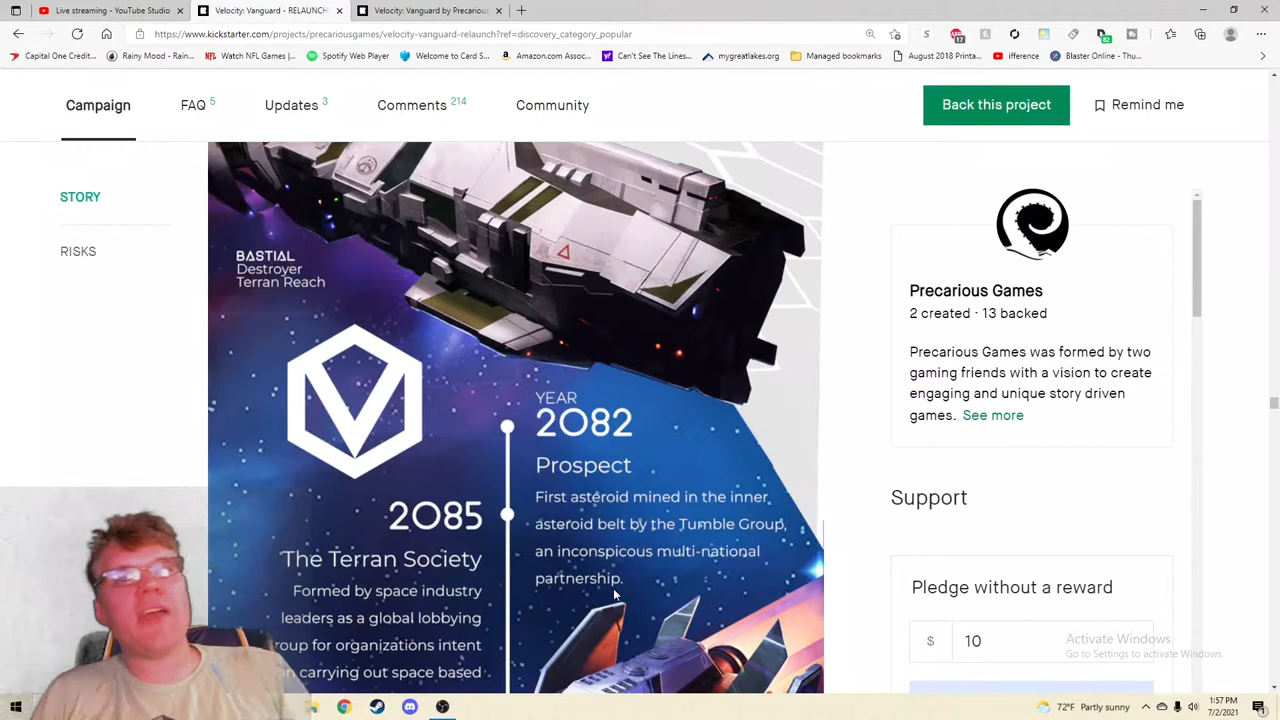 Live streaming - YouTube Studio
Velocity: Vanguard - RELAUNCH
Velocity: Vanguard by Precarious
https://www.kickstarter.com/projects/precariousgames/velocity-vanguard-relaunch?ref=discovery_category_popular
Capital One Credit...
Rainy Mood - Rain...
Watch NFL Games |...
Spotify Web Player
Welcome to Card S...
Amazon.com Assoc...
Can't See The Lines...
mygreatlakes.org
Managed bookmarks
August 2018 Printa...
ifference
Blaster Online - Thu...
Campaign
FAQ 5
Updates 3
Comments 214
Community
Back this project
Remind me
STORY
RISKS
BASTIAL
Destroyer
Terran Reach
YEAR
2082
Prospect
First asteroid mined in the inner
asteroid belt by the Tumble Group,
an inconspicous multi-national
partnership.
2085
The Terran Society
Formed by space industry
leaders as a global lobbying
roup for organizations intent
on carrying out space based
Precarious Games
2 created · 13 backed
Precarious Games was formed by two
gaming friends with a vision to create
engaging and unique story driven
games. See more
Support
Pledge without a reward
$ 10
Activate Windows
Go to Settings to activate Windows.
72°F Partly sunny
1:57 PM
7/2/2021